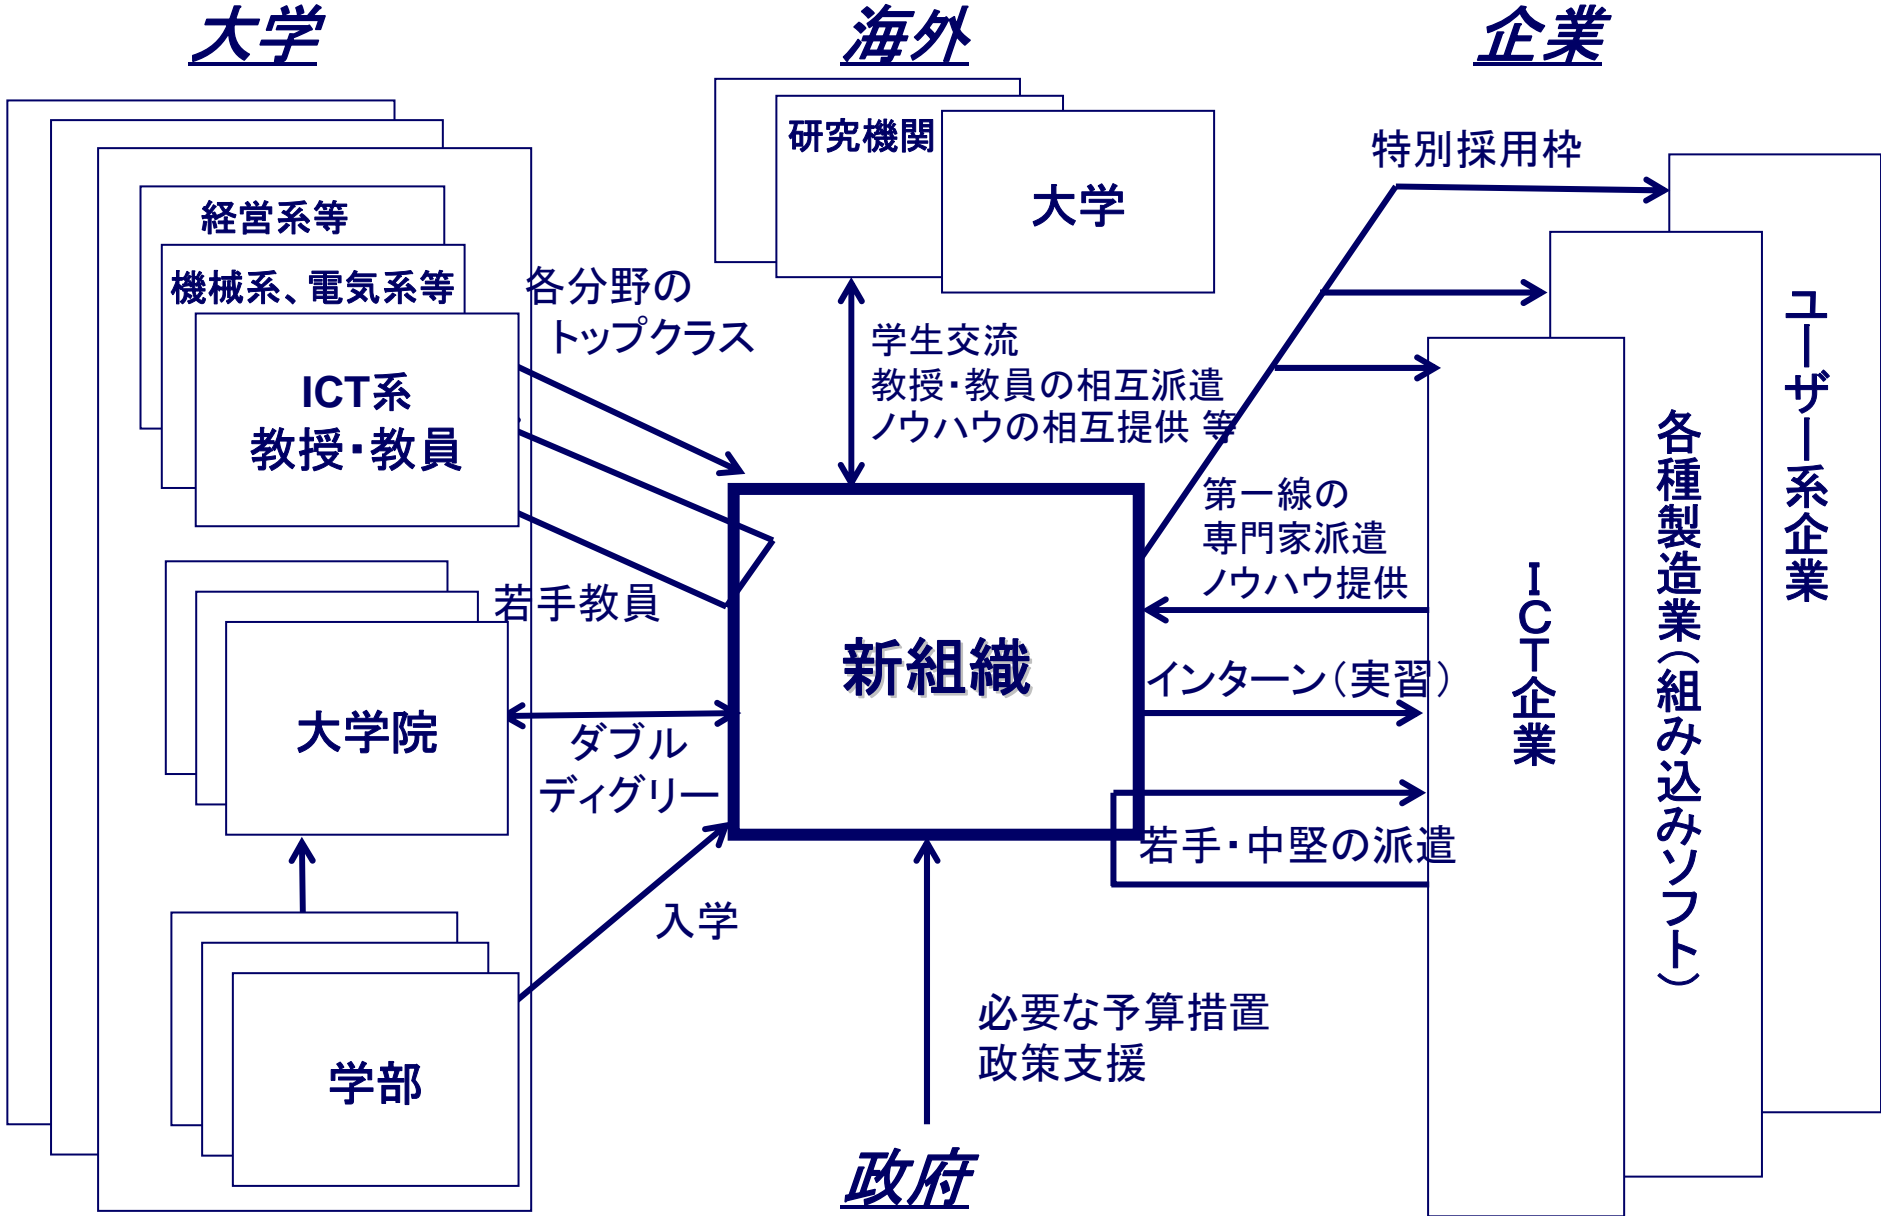 大学
海外
企業
経営系等
機械系、電気系等
ICT系
教授・教員
各分野の
トップクラス
若手教員
大学院
ダブル
ディグリー
学部
入学
研究機関
大学
学生交流
教授・教員の相互派遣
ノウハウの相互提供 等
新組織
必要な予算措置
政策支援
政府
特別採用枠
第一線の
専門家派遣
ノウハウ提供
インターン（実習）
若手・中堅の派遣
ＩＣＴ企業
各種製造業（組み込みソフト）
ユーザー系企業